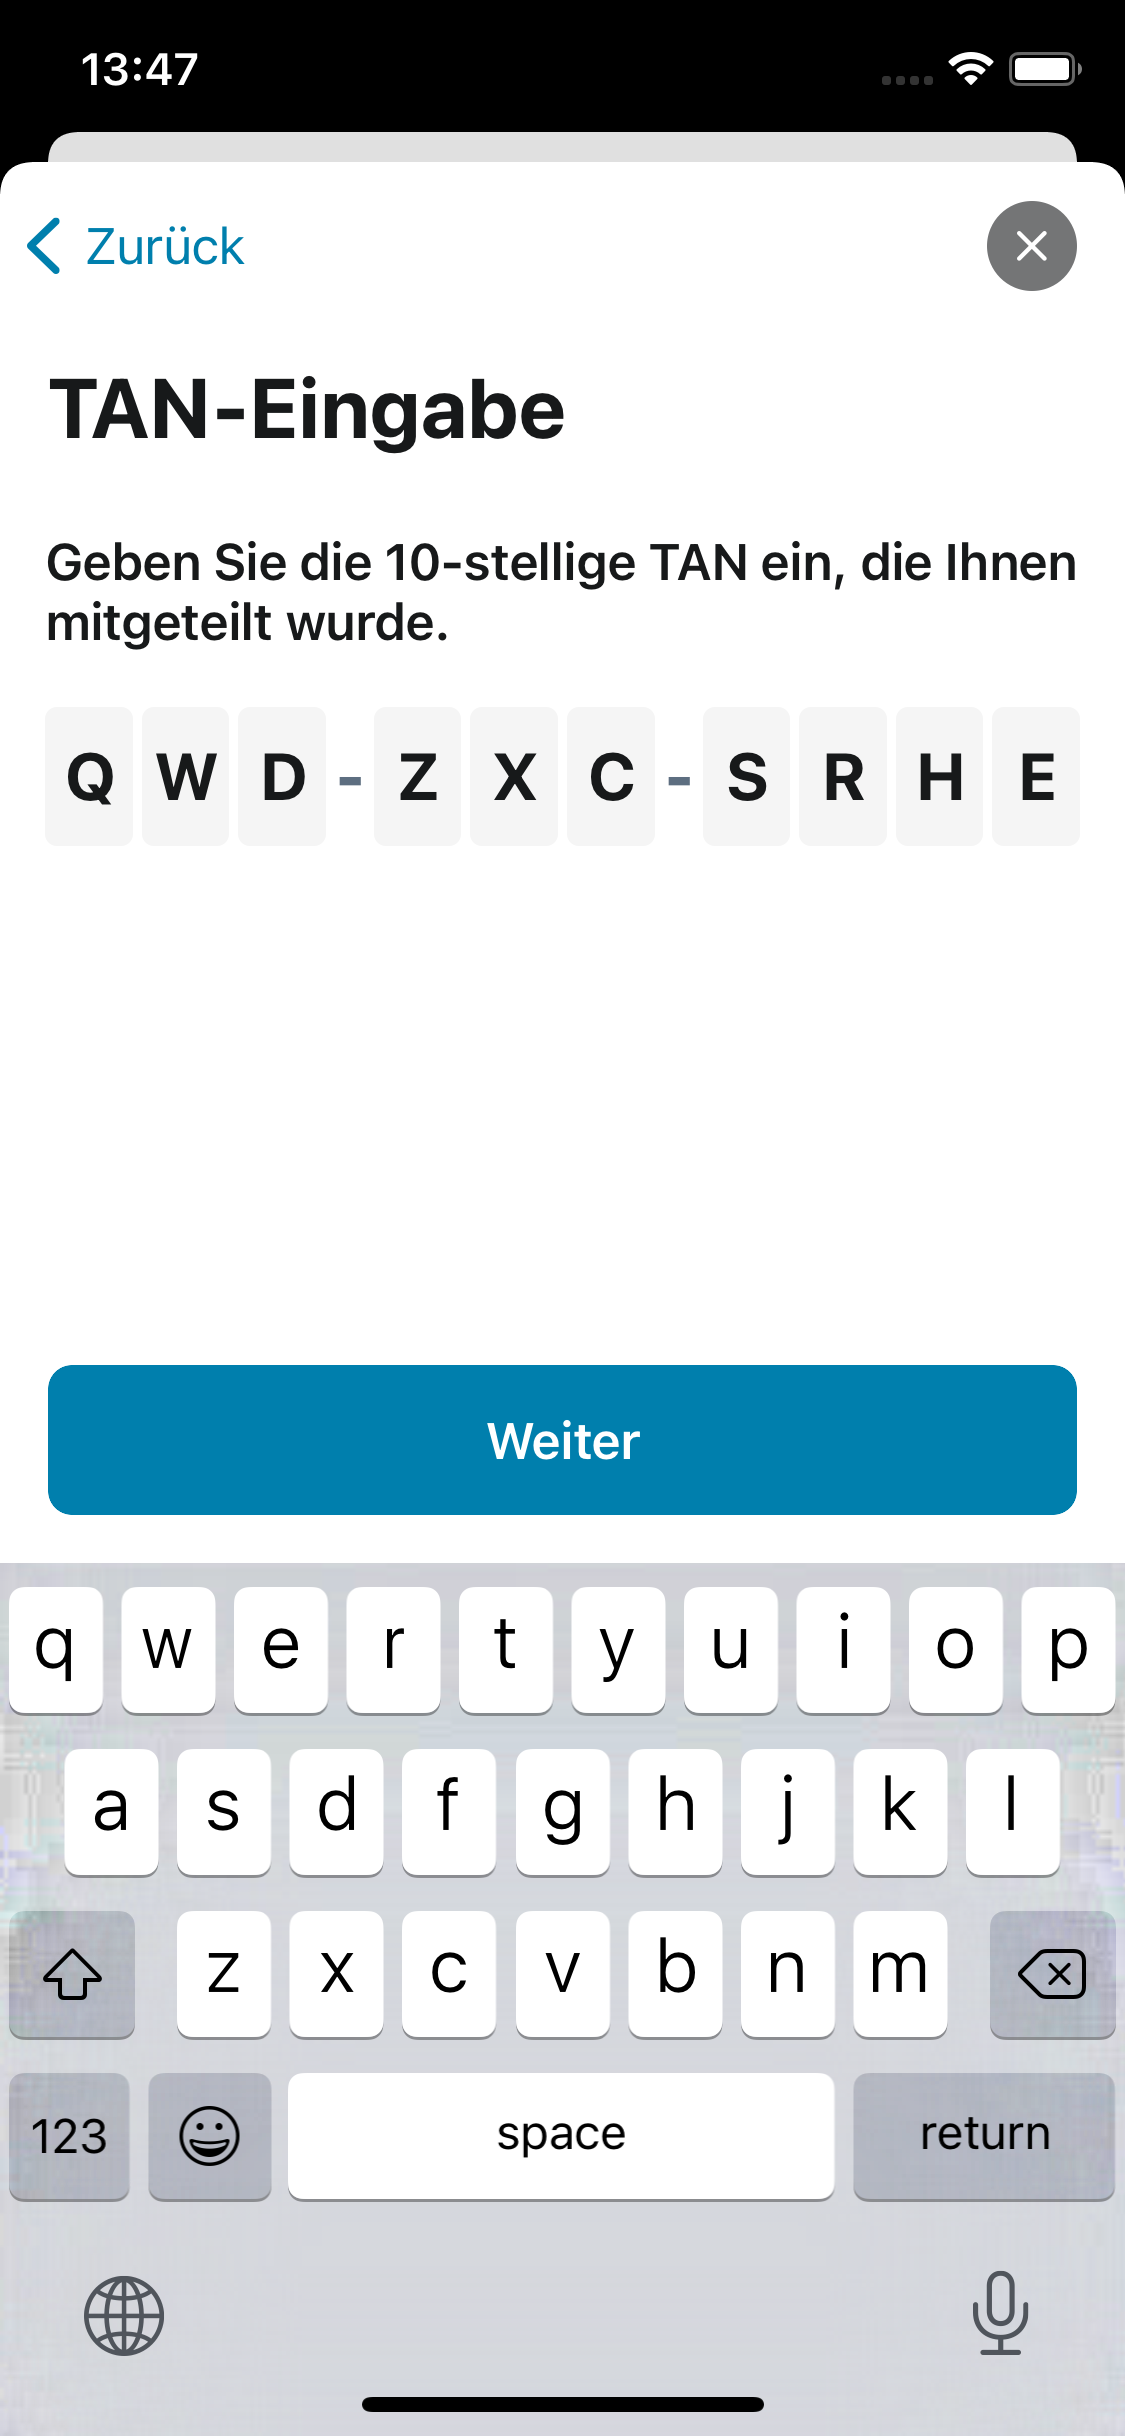 13:47
Zurück
TAN-Eingabe
Geben Sie die 10-stellige TAN ein, die Ihnen
mitgeteilt wurde.
Q W D - Z X C - S R H E
Weiter
q w e r t y u i o p
a s d f g h j k l
z x c v b n m
123 space return